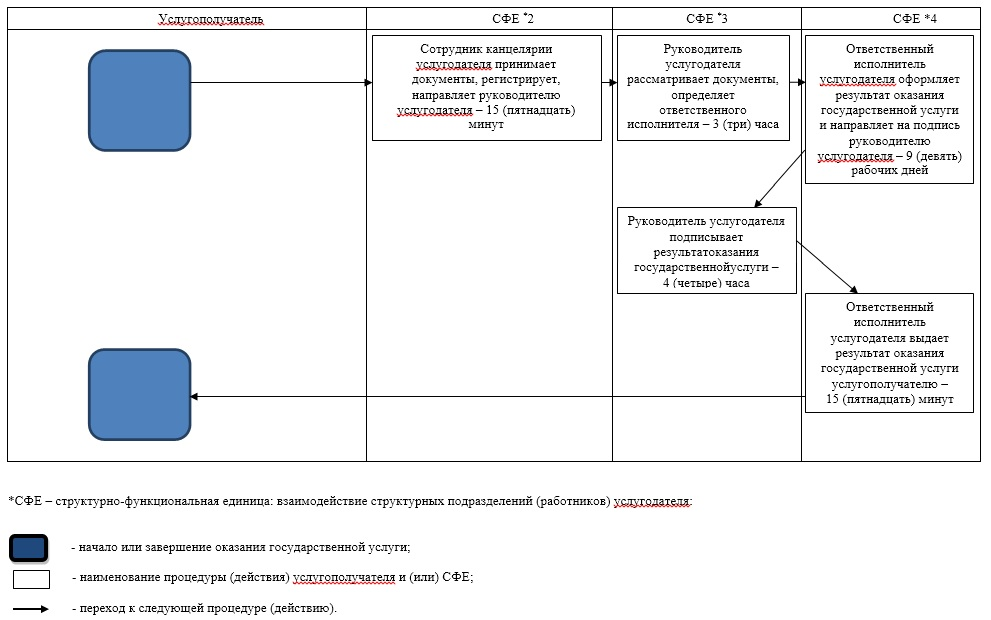 Услугополучатель
СФЕ *2
СФЕ *3
СФЕ *4
Сотрудник канцелярии
услугодателя принимает
документы, регистрирует,
направляет руководителю
услугодателя – 15 (пятнадцать)
минут
Руководитель
услугодателя
рассматривает документы,
определяет
ответственного
исполнителя – 3 (три) часа
Ответственный
исполнитель
услугодателя оформляет
результат оказания
государственной услуги
и направляет на подпись
руководителю
услугодателя – 9 (девять)
рабочих дней
Руководитель услугодателя
подписывает
результатоказания
государственнойуслуги –
4 (четыре) часа
Ответственный
исполнитель
услугодателя выдает
результат оказания
государственной услуги
услугополучателю –
15 (пятнадцать) минут
*СФЕ – структурно-функциональная единица: взаимодействие структурных подразделений (работников) услугодателя:
- начало или завершение оказания государственной услуги;
- наименование процедуры (действия) услугополучателя и (или) СФЕ;
- переход к следующей процедуре (действию).